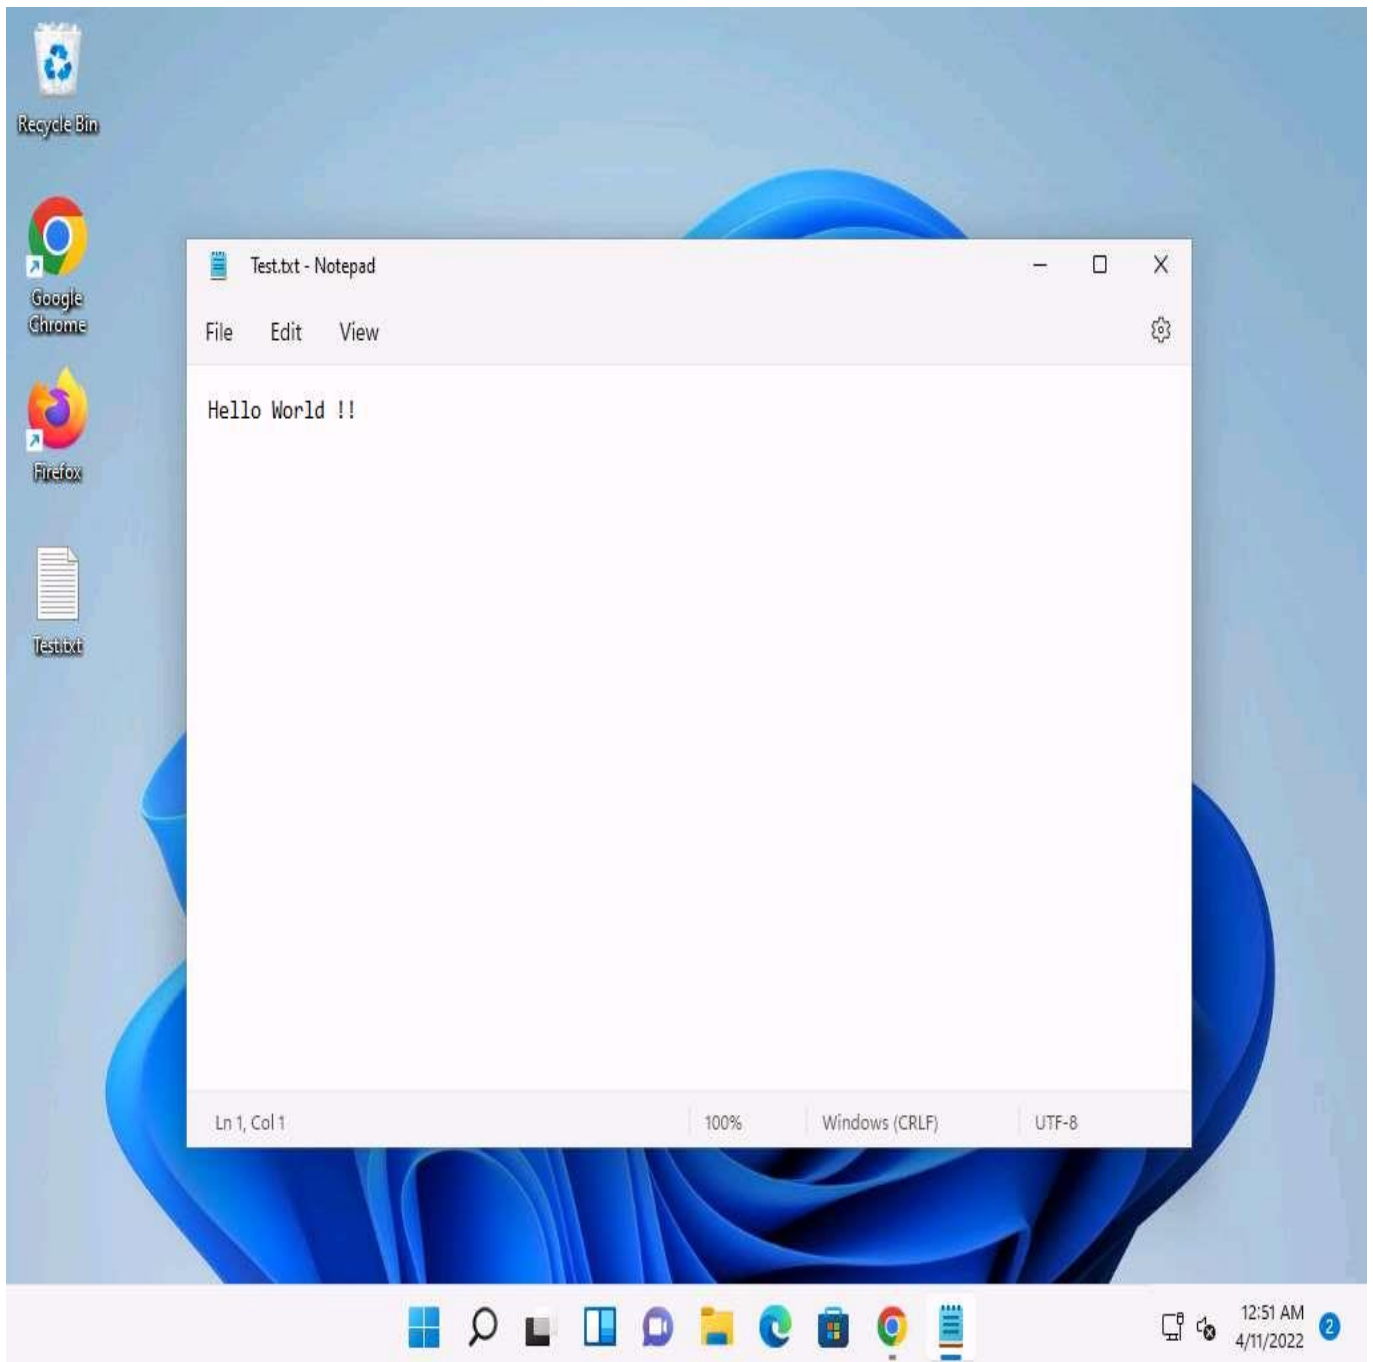 Recycle Bin
Google
Chrome
Firefox
Test.txt
Test.txt - Notepad
File Edit View
Hello World !!
Ln 1, Col 1 100% Windows (CRLF) UTF-8
12:51 AM
4/11/2022
2